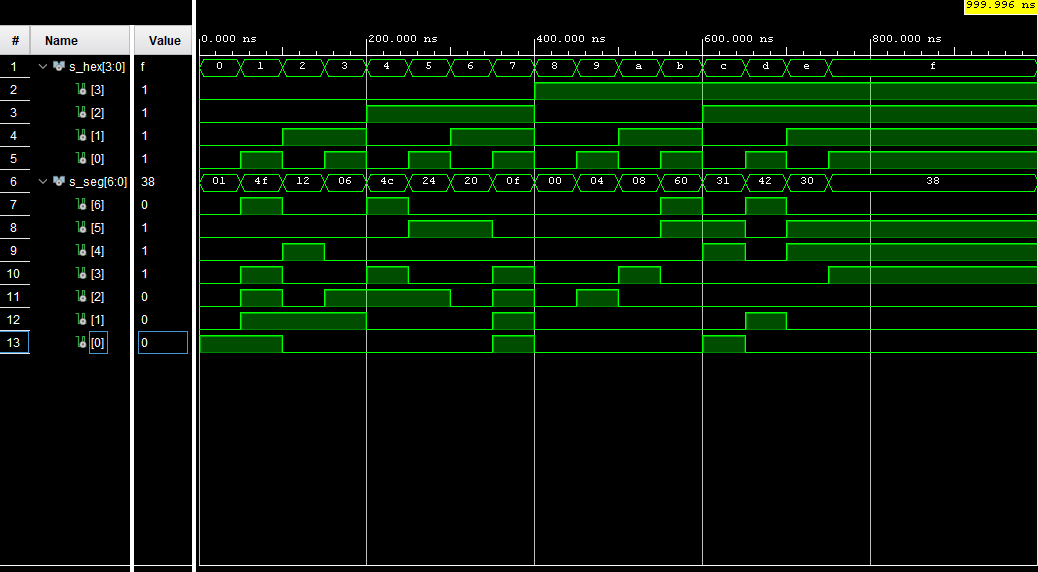 999.996 ns
# Name Value
0.000 ns 200.000 ns 400.000 ns 600.000 ns 800.000 ns
1 s_hex[3:0] f 0 1 2 3 4 5 6 7 8 9 a b c d e f
2 [3] 1
3 [2] 1
4 [1] 1
5 [0] 1
6 s_seg[6:0] 38 01 4f 12 06 4c 24 20 0f 00 04 08 60 31 42 30 38
7 [6] 0
8 [5] 1
9 [4] 1
10 [3] 1
11 [2] 0
12 [1] 0
13 [0] 0